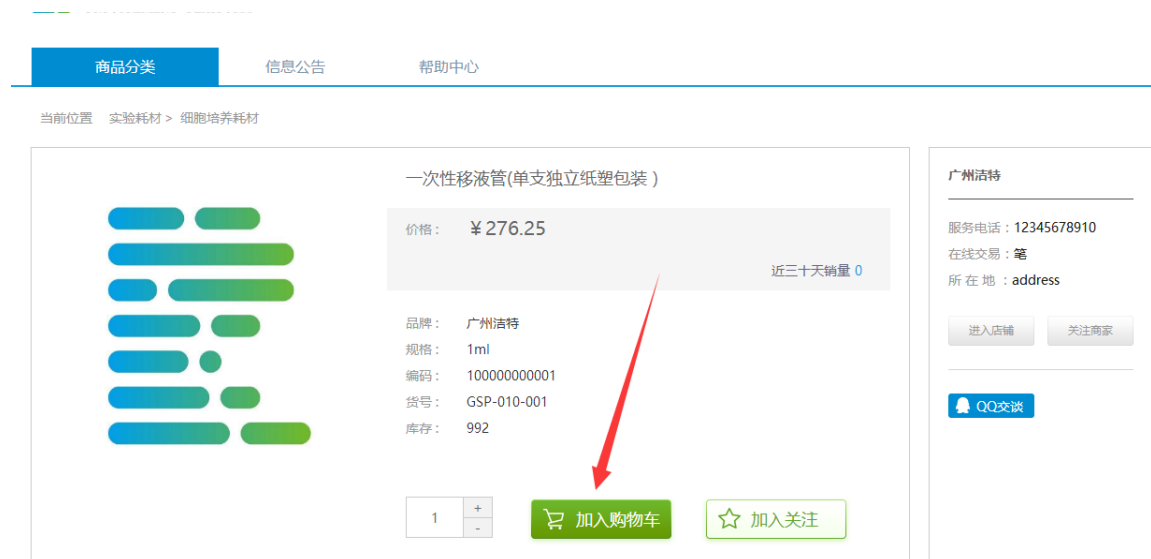 商品分类 信息公告 帮助中心
当前位置 实验耗材 > 细胞培养耗材
一次性移液管(单支独立纸塑包装 )
价格： ￥276.25
近三十天销量 0
品牌： 广州洁特
规格： 1ml
编码： 100000000001
货号： GSP-010-001
库存： 992
1 + -
加入购物车 加入关注
广州洁特
服务电话：12345678910
在线交易：笔
所 在 地 ：address
进入店铺 关注商家
QQ交谈